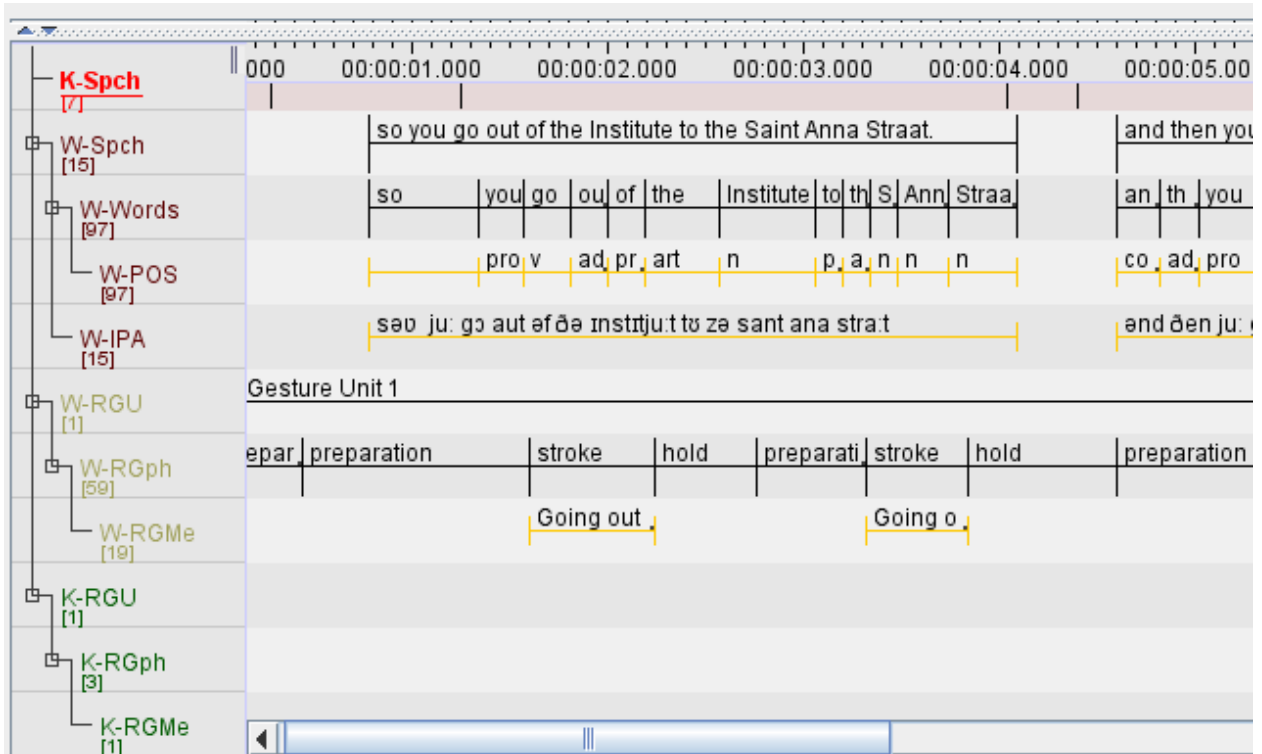 000 00:00:01.000 00:00:02.000 00:00:03.000 00:00:04.000 00:00:05.00
K-Spch
[7]
W-Spch
[15]
so you go out of the Institute to the Saint Anna Straat. and then you
W-Words
[97]
so you go ou of the Institute to th S Ann Straa an th you
W-POS
[97]
pro v ad pr art n p a n n n co ad pro
W-IPA
[15]
səʊ ju: gɔ aut əf ðə ɪnstɪtju:t tʊ zə sant ana stra:t ənd ðen ju:
W-RGU
[1]
Gesture Unit 1
W-RGph
[59]
epar preparation stroke hold preparati stroke hold preparation
W-RGMe
[19]
Going out Going o
K-RGU
[1]
K-RGph
[3]
K-RGMe
[1]